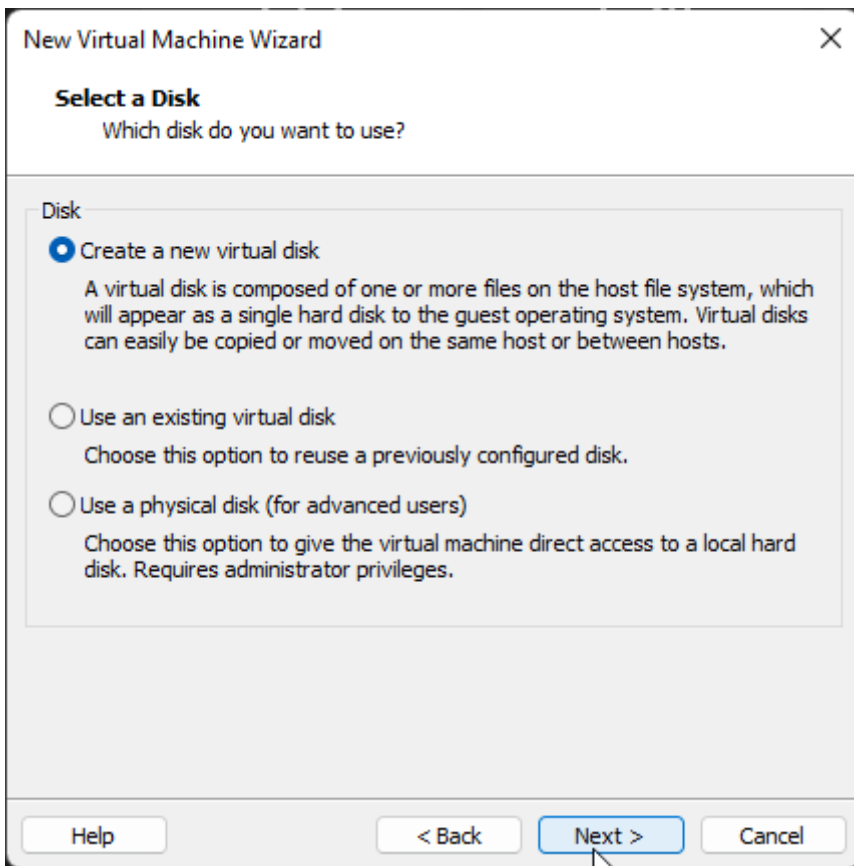 New Virtual Machine Wizard
Select a Disk
Which disk do you want to use?
Disk
Create a new virtual disk
A virtual disk is composed of one or more files on the host file system, which
will appear as a single hard disk to the guest operating system. Virtual disks
can easily be copied or moved on the same host or between hosts.
Use an existing virtual disk
Choose this option to reuse a previously configured disk.
Use a physical disk (for advanced users)
Choose this option to give the virtual machine direct access to a local hard
disk. Requires administrator privileges.
Help < Back Next > Cancel